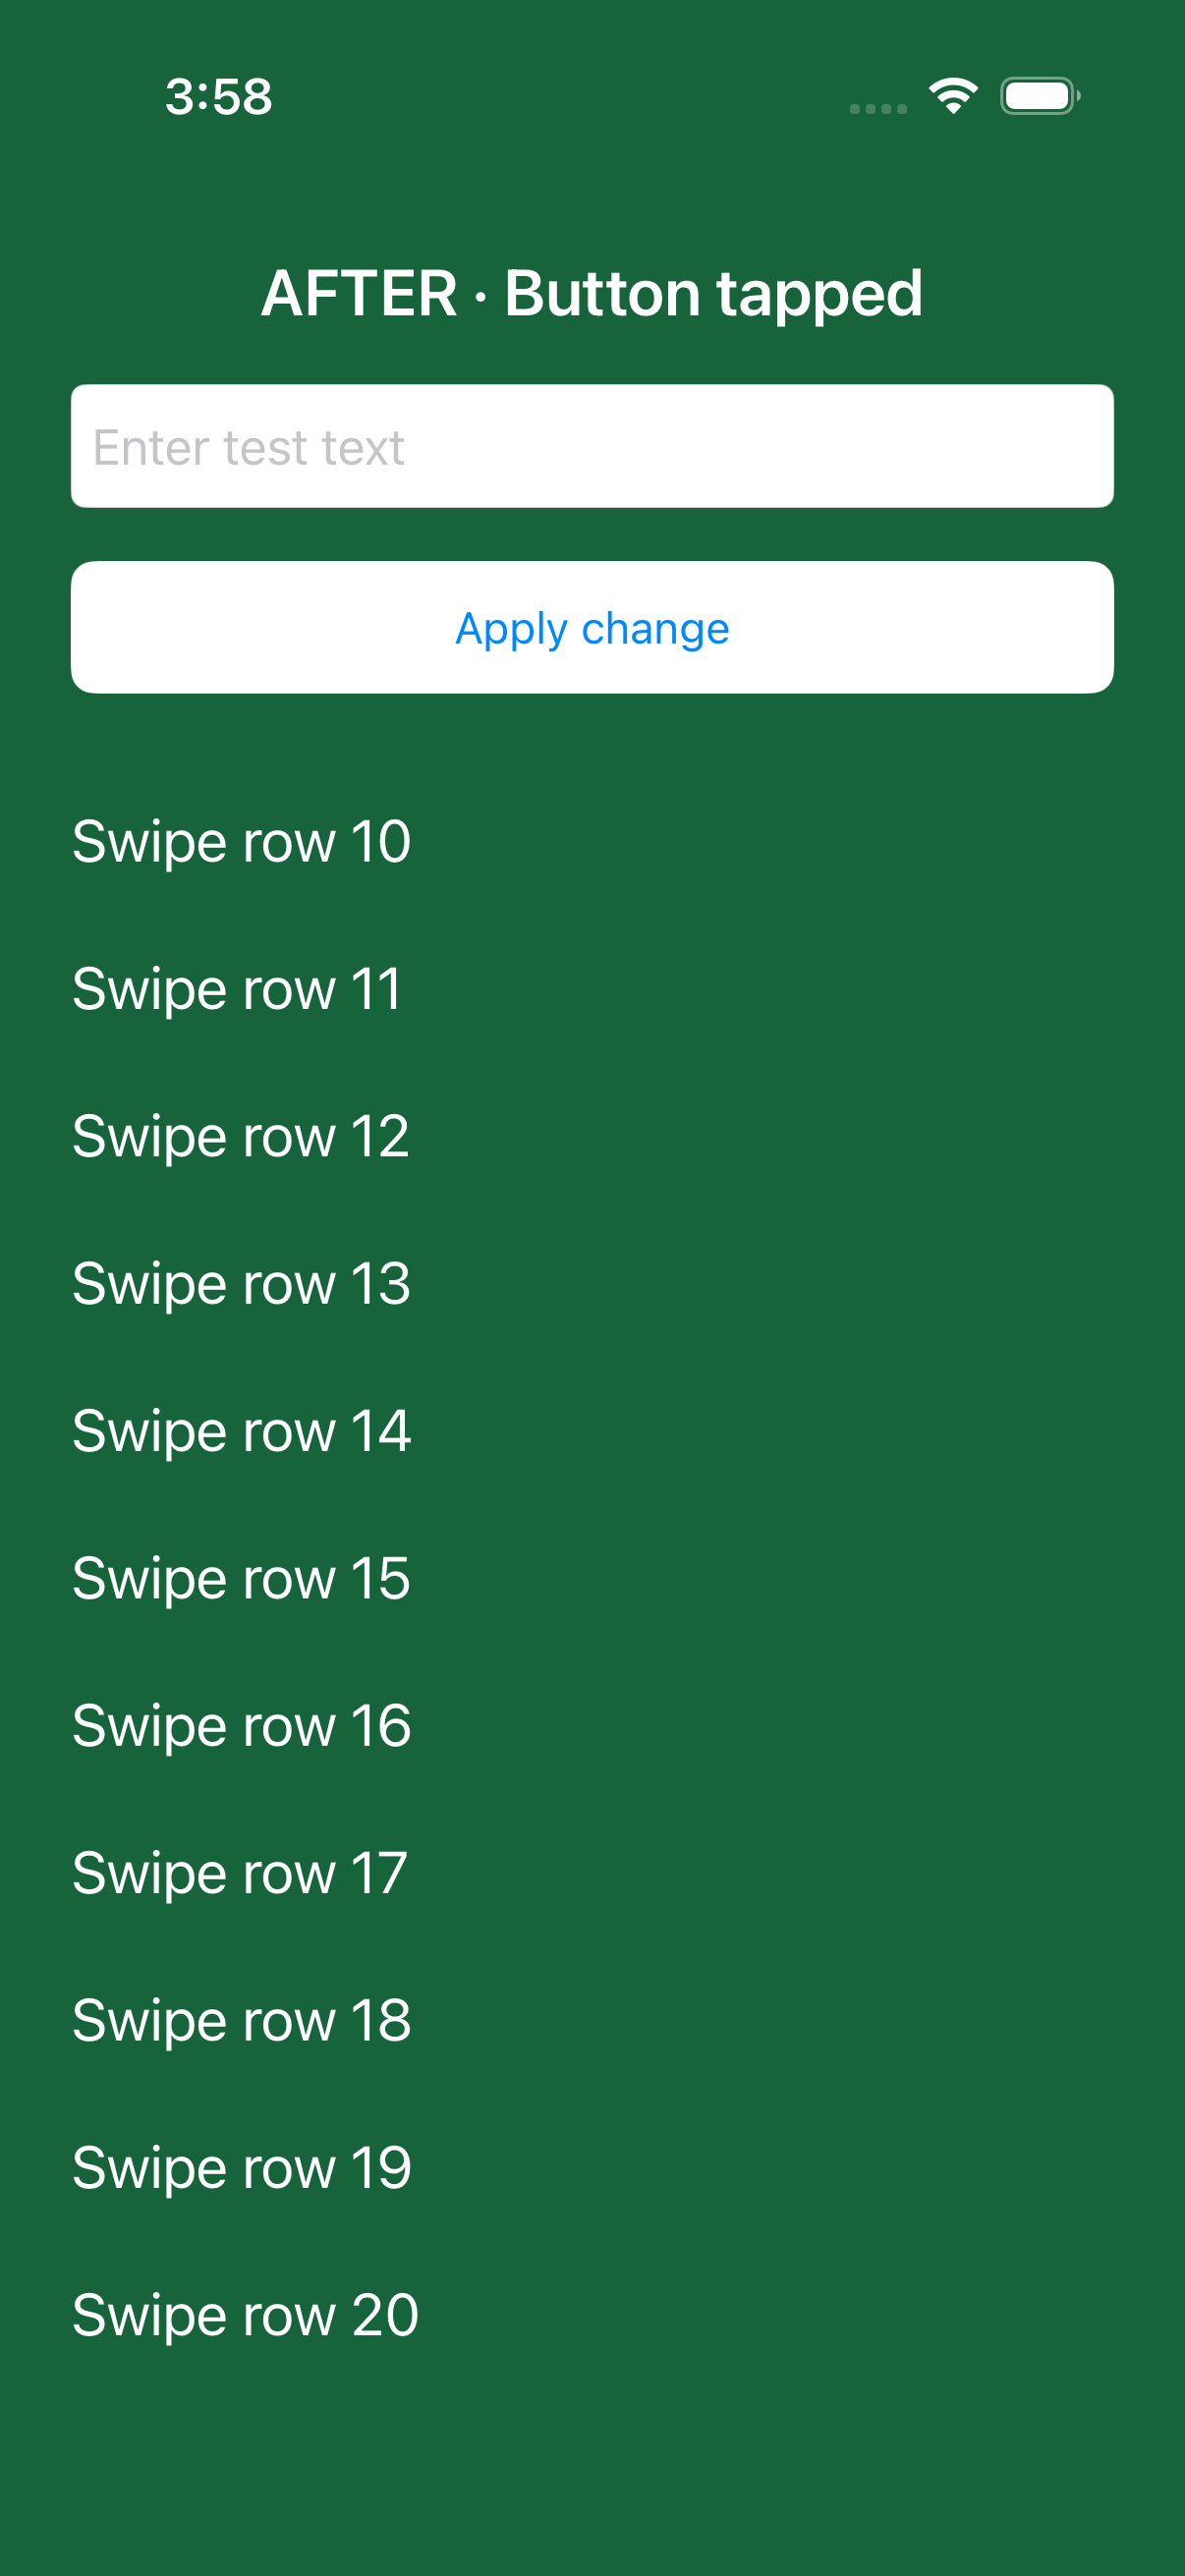 3:58
AFTER · Button tapped
Enter test text
Apply change
Swipe row 10
Swipe row 11
Swipe row 12
Swipe row 13
Swipe row 14
Swipe row 15
Swipe row 16
Swipe row 17
Swipe row 18
Swipe row 19
Swipe row 20